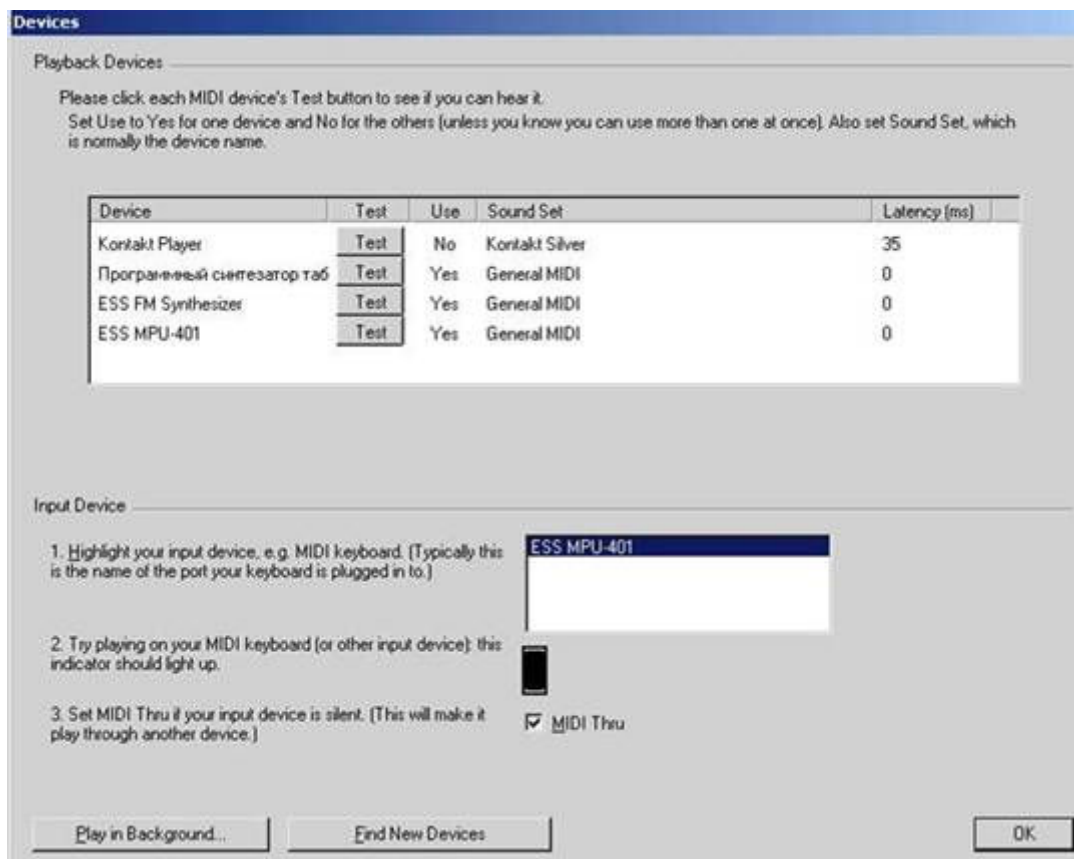 Devices
Playback Devices
Please click each MIDI device's Test button to see if you can hear it.
Set Use to Yes for one device and No for the others (unless you know you can use more than one at once). Also set Sound Set, which
is normally the device name.
Device Test Use Sound Set Latency (ms)
Kontakt Player Test No Kontakt Silver 35
Программный синтезатор таб Test Yes General MIDI 0
ESS FM Synthesizer Test Yes General MIDI 0
ESS MPU-401 Test Yes General MIDI 0
Input Device
1. Highlight your input device, e.g. MIDI keyboard. (Typically this
is the name of the port your keyboard is plugged in to.)
ESS MPU-401
2. Try playing on your MIDI keyboard (or other input device): this
indicator should light up.
3. Set MIDI Thru if your input device is silent. (This will make it
play through another device.)
MIDI Thru
Play in Background... Find New Devices OK